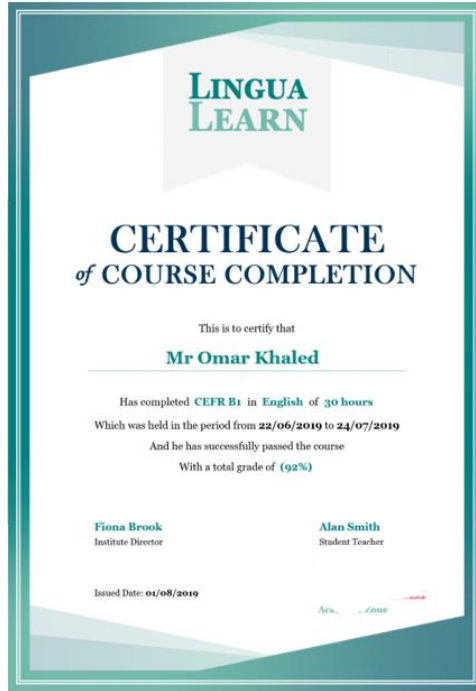 LINGUA
LEARN
CERTIFICATE
of COURSE COMPLETION
This is to certify that
Mr Omar Khaled
Has completed CEFR B1 in English of 30 hours
Which was held in the period from 22/06/2019 to 24/07/2019
And he has successfully passed the course
With a total grade of (92%)
Fiona Brook
Institute Director
Alan Smith
Student Teacher
Issued Date: 01/08/2019